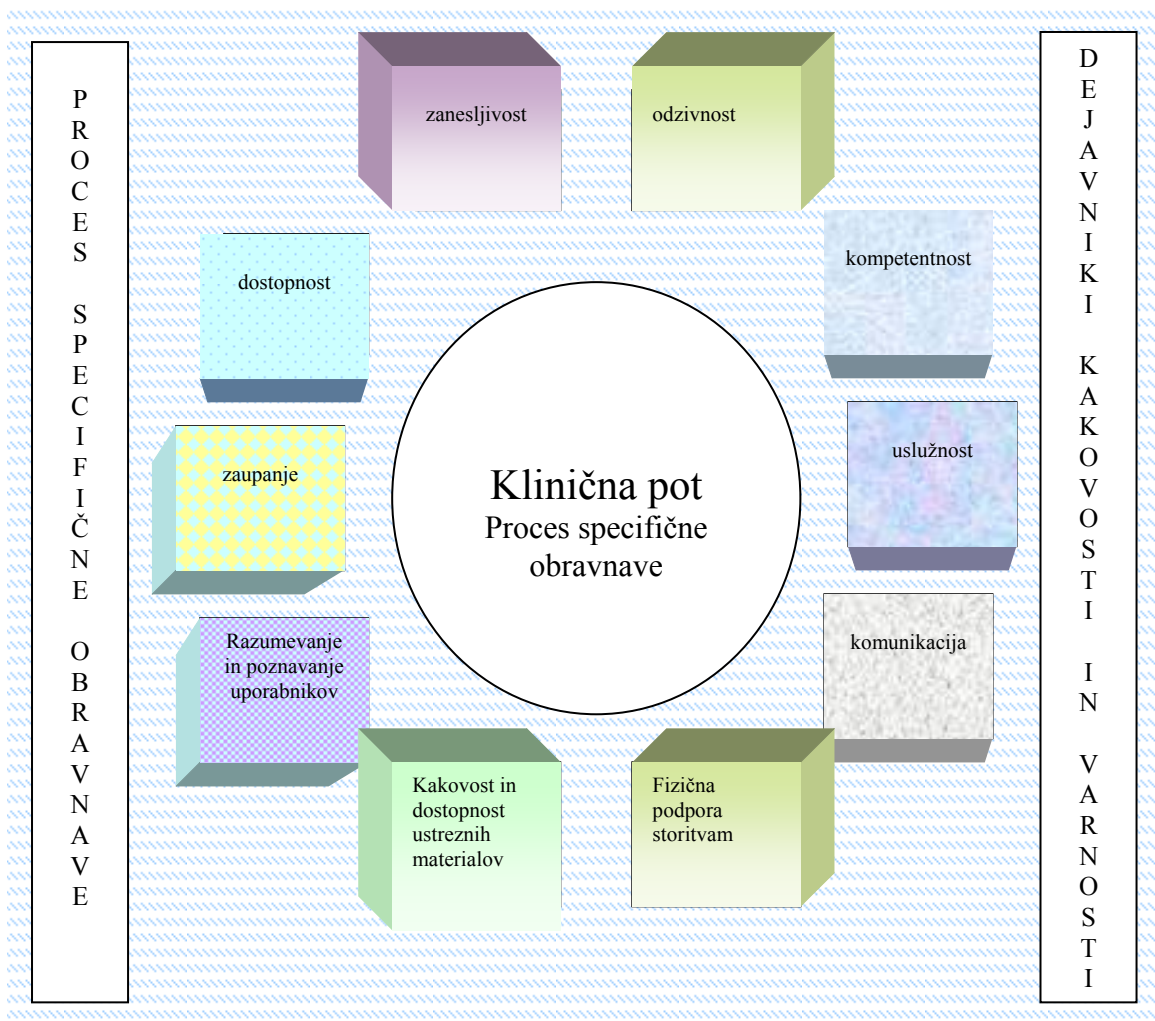 PROCES SPECIFIČNE OBRAVNAVE
zanesljivost
odzivnost
dostopnost
kompetentnost
zaupanje
uslužnost
Klinična pot
Proces specifične
obravnave
Razumevanje
in poznavanje
uporabnikov
komunikacija
Kakovost in
dostopnost
ustreznih
materialov
Fizična
podpora
storitvam
DEJAVNIKI KAKOVOSTI IN VARNOSTI